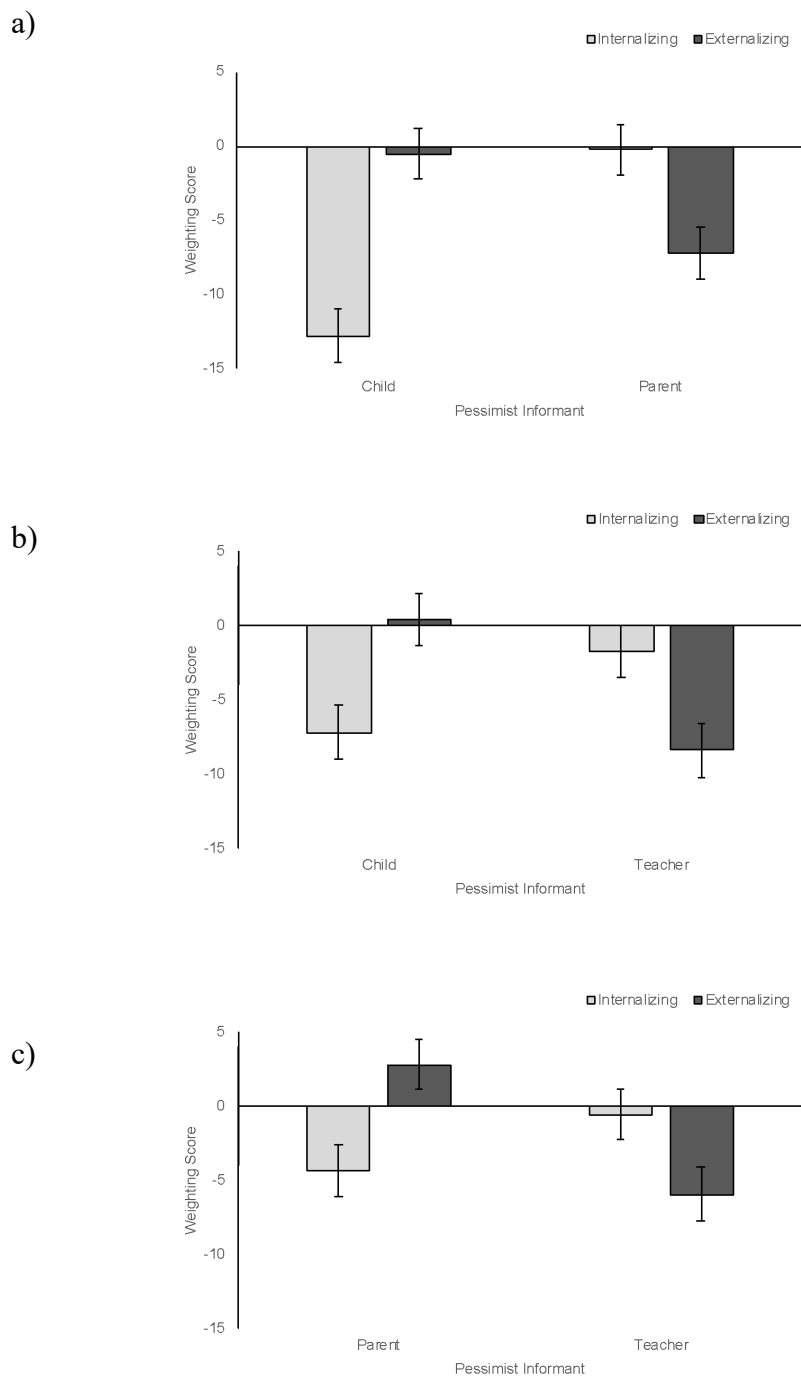 a)
Internalizing Externalizing
5
0
-5
-10
-15
Weighting Score
Child Parent
Pessimist Informant
b)
Internalizing Externalizing
5
0
-5
-10
-15
Weighting Score
Child Teacher
Pessimist Informant
c)
Internalizing Externalizing
5
0
-5
-10
-15
Weighting Score
Parent Teacher
Pessimist Informant